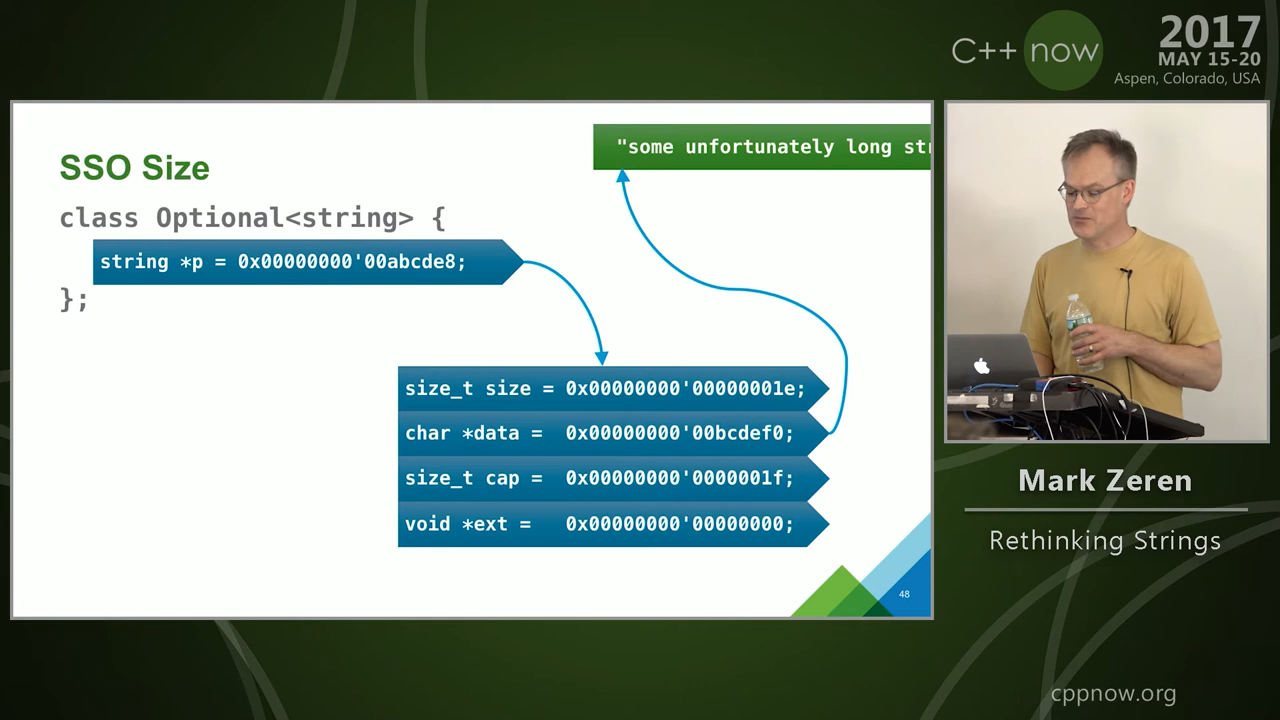 C++ now
2017
MAY 15-20
Aspen, Colorado, USA
"some unfortunately long str
SSO Size
class Optional<string> {
string *p = 0x00000000'00abcde8;
};
size_t size = 0x00000000'00000001e;
char *data = 0x00000000'00bcdef0;
size_t cap = 0x00000000'0000001f;
void *ext = 0x00000000'00000000;
48
Mark Zeren
Rethinking Strings
cppnow.org